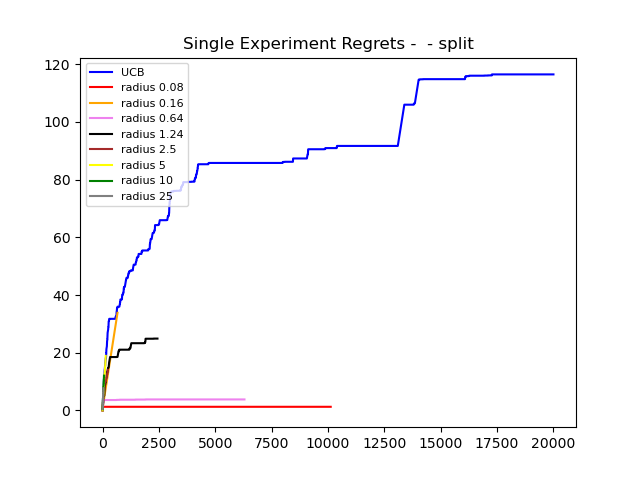 Single Experiment Regrets -  - split
120
100
80
60
40
20
0
UCB
radius 0.08
radius 0.16
radius 0.64
radius 1.24
radius 2.5
radius 5
radius 10
radius 25
0 2500 5000 7500 10000 12500 15000 17500 20000